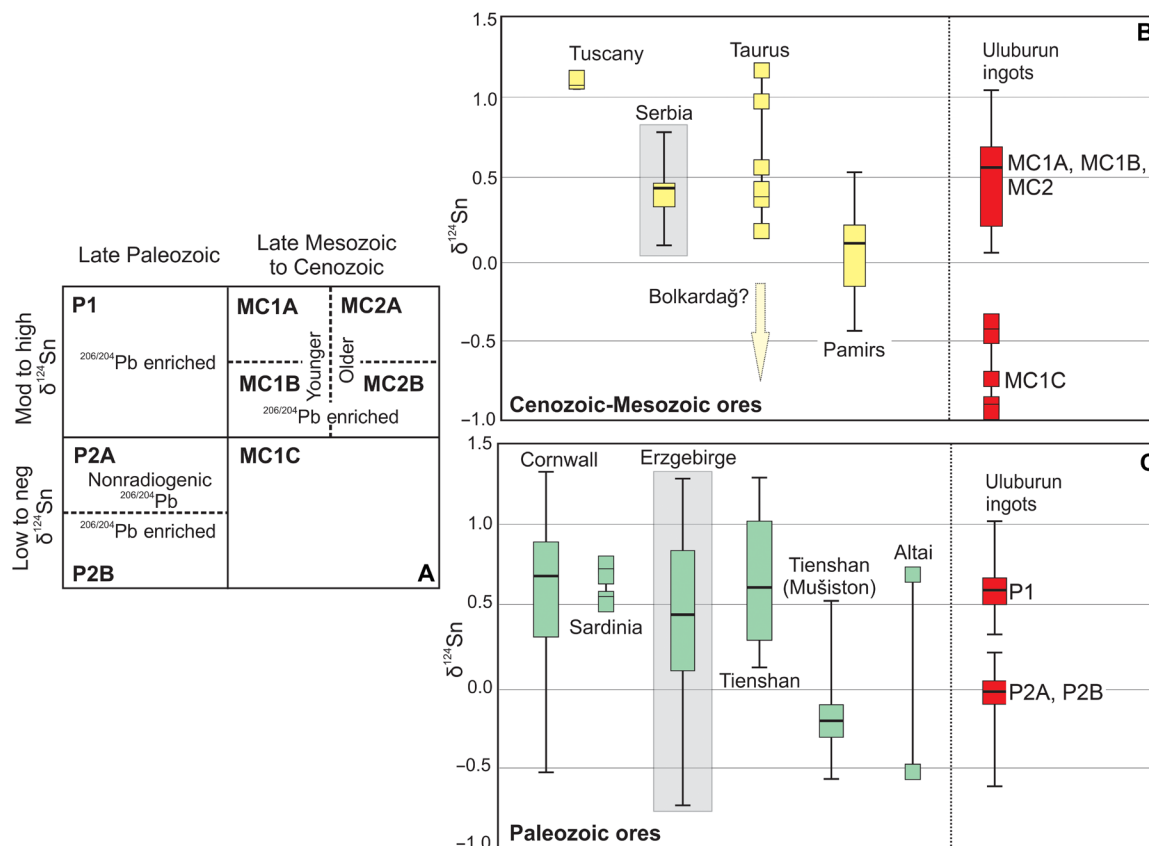 Late Paleozoic
Late Mesozoic
to Cenozoic
Mod to high
δ¹²⁴Sn
Low to neg
δ¹²⁴Sn
P1
²⁰⁶/²⁰⁴Pb enriched
MC1A
MC2A
Younger
Older
MC1B
MC2B
²⁰⁶/²⁰⁴Pb enriched
P2A
Nonradiogenic
²⁰⁶/²⁰⁴Pb
²⁰⁶/²⁰⁴Pb enriched
P2B
MC1C
A
B
1.5
1.0
0.5
0.0
−0.5
−1.0
δ¹²⁴Sn
Tuscany
Serbia
Taurus
Bolkardağ?
Pamirs
Uluburun
ingots
MC1A, MC1B,
MC2
MC1C
Cenozoic-Mesozoic ores
1.5
1.0
0.5
0.0
−0.5
−1.0
δ¹²⁴Sn
Cornwall
Sardinia
Erzgebirge
Tienshan
Tienshan
(Mušiston)
Altai
Uluburun
ingots
P1
P2A, P2B
Paleozoic ores